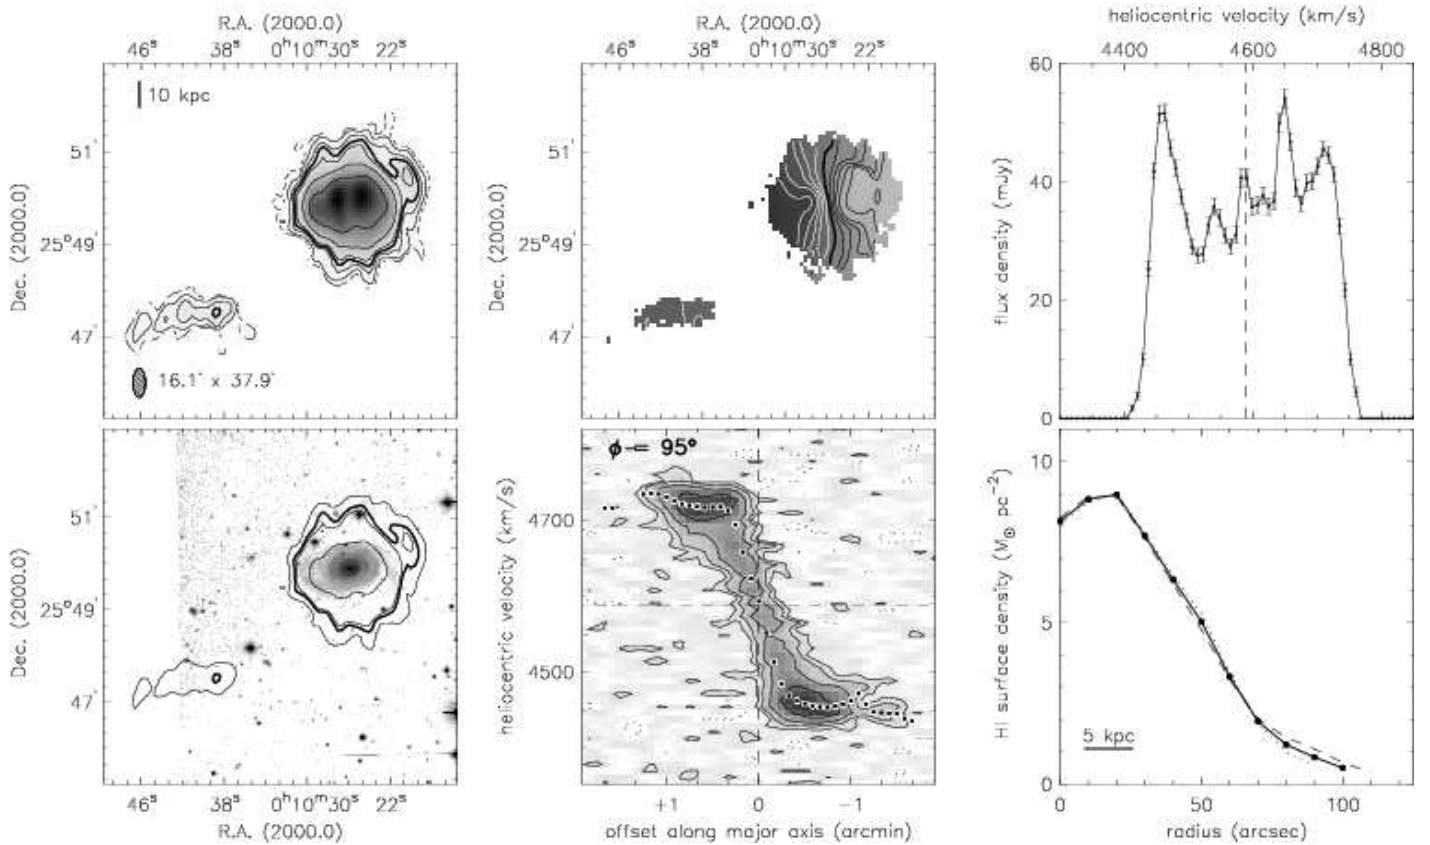 R.A. (2000.0)
46ˢ 38ˢ 0ʰ10ᵐ30ˢ 22ˢ
10 kpc
51'
25°49'
47'
Dec. (2000.0)
16.1" x 37.9"
R.A. (2000.0)
46ˢ 38ˢ 0ʰ10ᵐ30ˢ 22ˢ
51'
25°49'
47'
Dec. (2000.0)
heliocentric velocity (km/s)
4400 4600 4800
60
40
20
0
flux density (mJy)
51'
25°49'
47'
Dec. (2000.0)
46ˢ 38ˢ 0ʰ10ᵐ30ˢ 22ˢ
R.A. (2000.0)
ϕ = 95°
4700
4500
heliocentric velocity (km/s)
+1 0 −1
offset along major axis (arcmin)
10
5
0
HI surface density (M⊙ pc⁻²)
5 kpc
0 50 100
radius (arcsec)